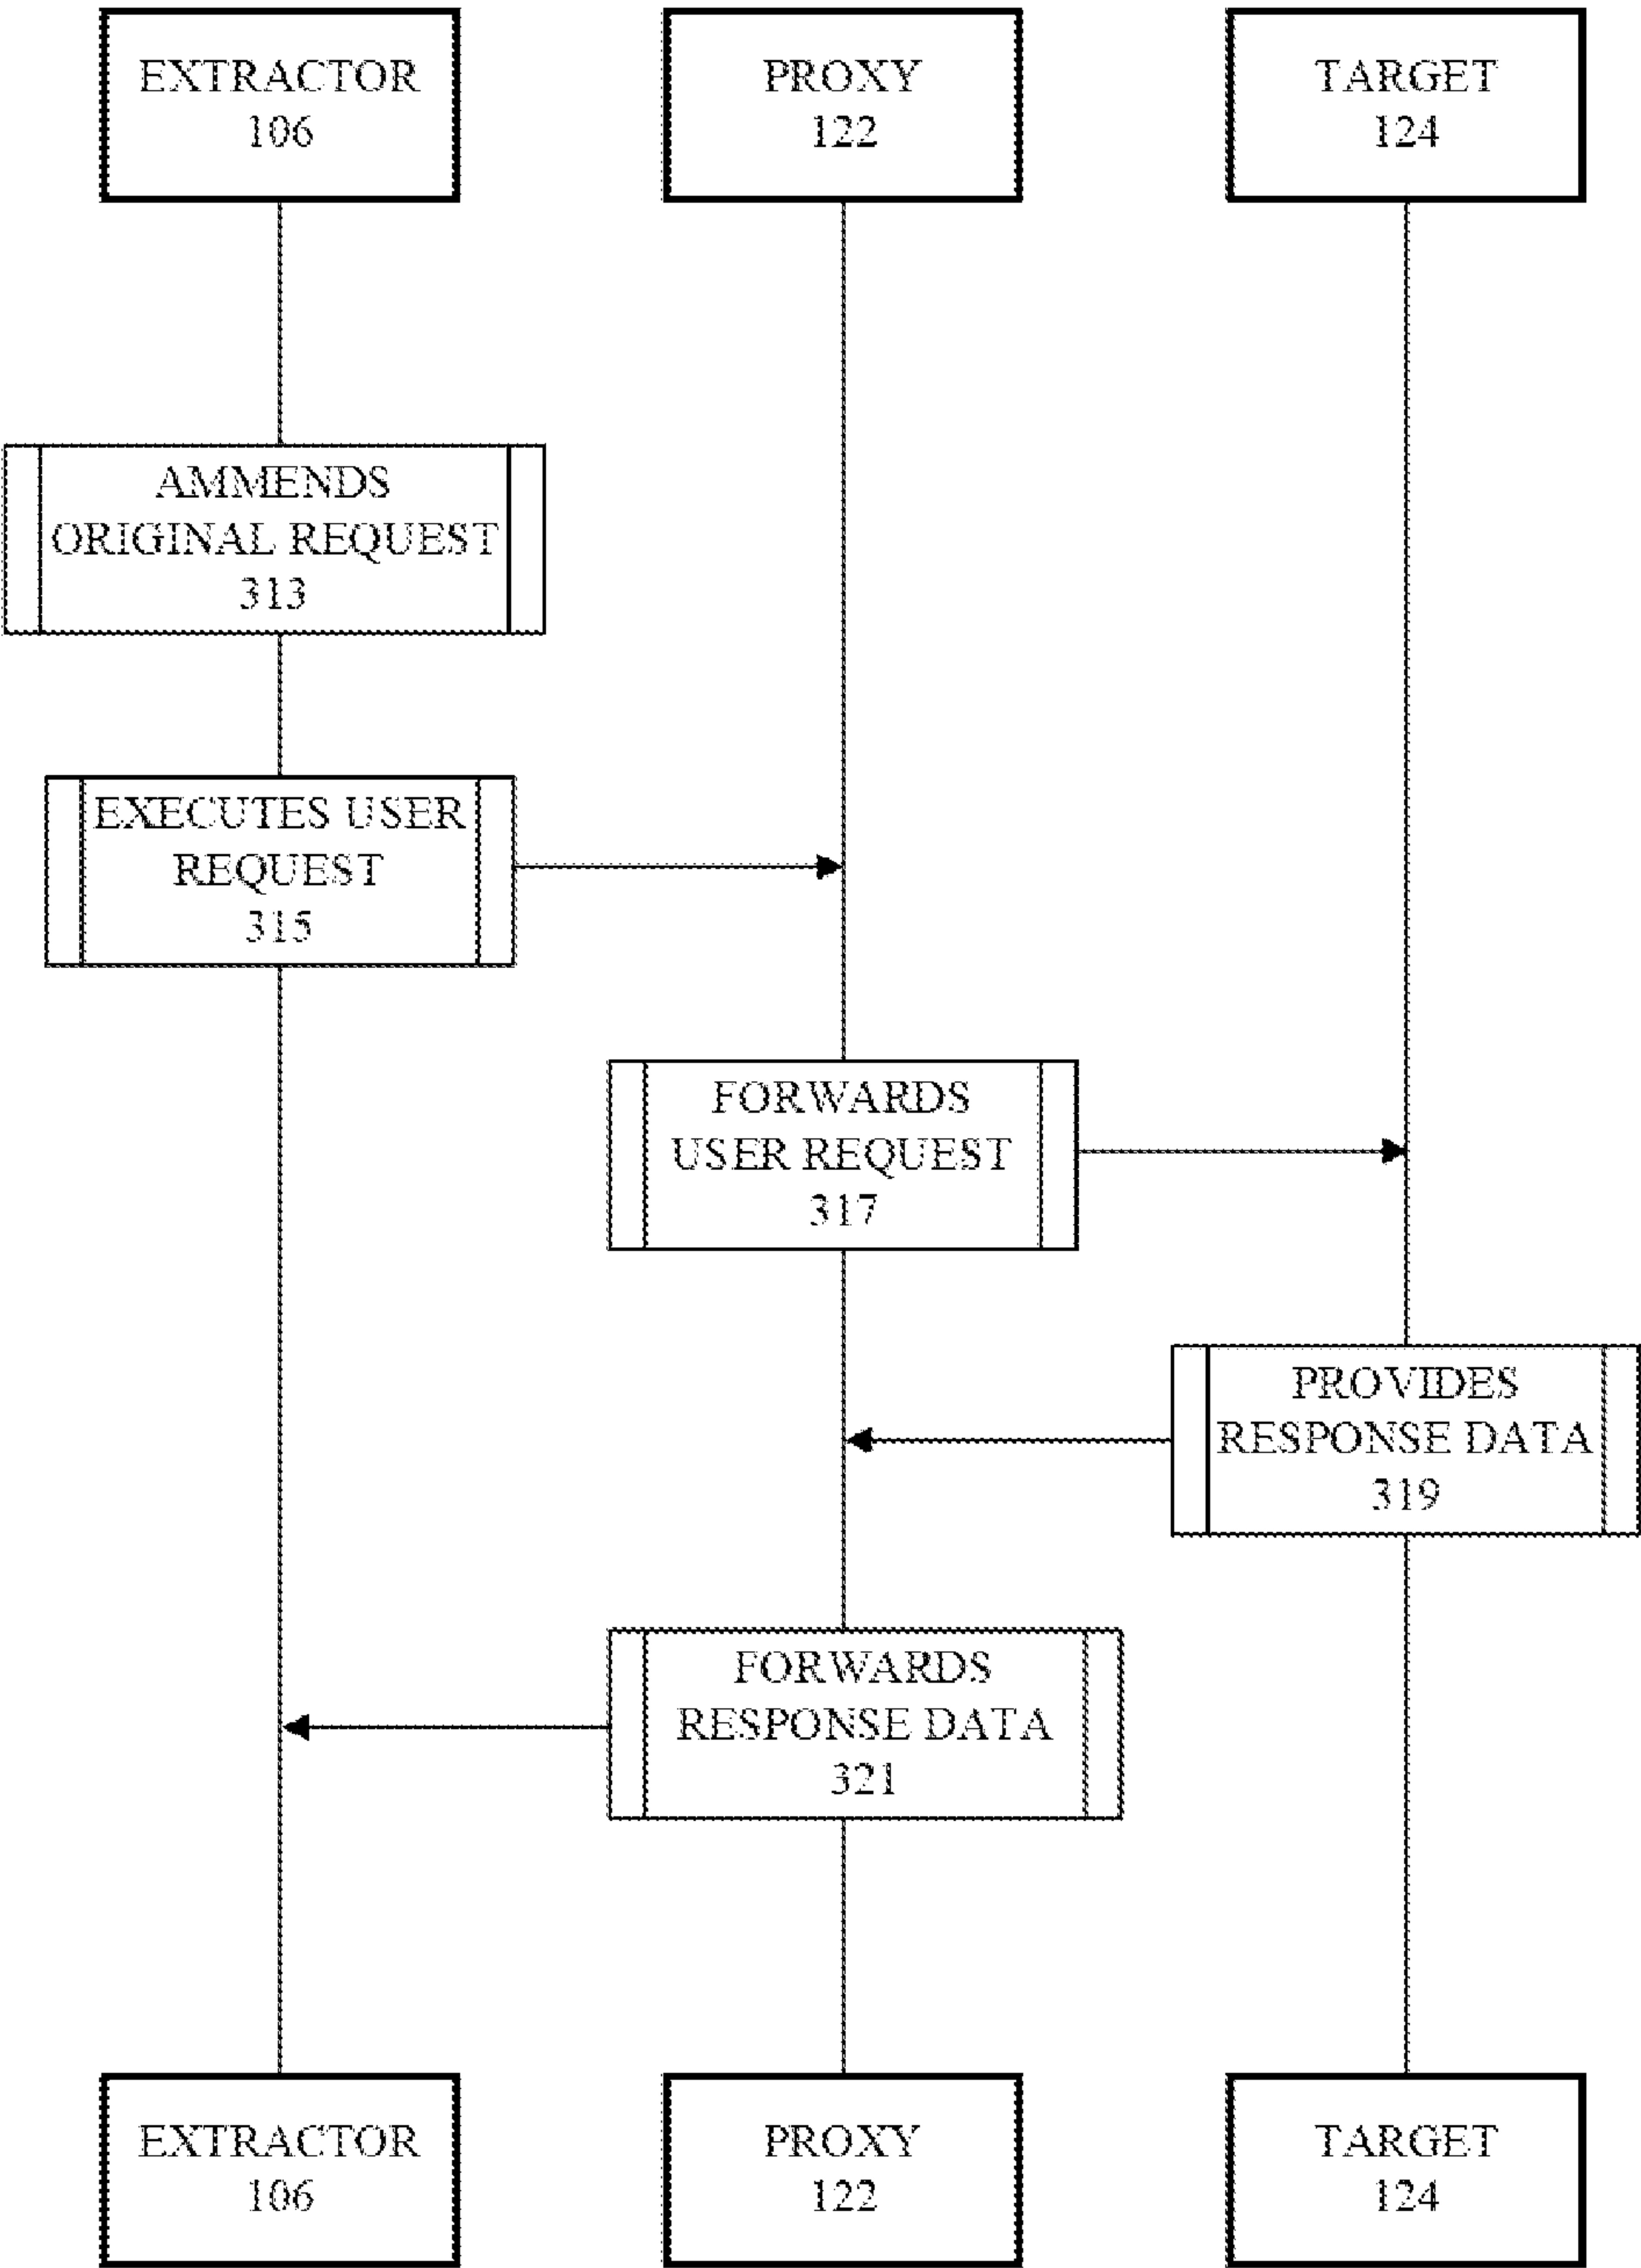 EXTRACTOR
106
PROXY
122
TARGET
124
AMMENDS
ORIGINAL REQUEST
313
EXECUTES USER
REQUEST
315
FORWARDS
USER REQUEST
317
PROVIDES
RESPONSE DATA
319
FORWARDS
RESPONSE DATA
321
EXTRACTOR
106
PROXY
122
TARGET
124